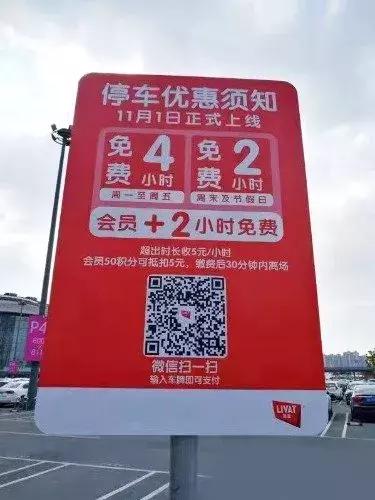 停车优惠须知
11月1日正式上线
免费4小时
周一至周五
免费2小时
周末及节假日
会员+2小时免费
超出时长收5元/小时
会员50积分可抵扣5元，缴费后30分钟内离场
微信扫一扫
输入车牌即可支付
LIVAT
P4